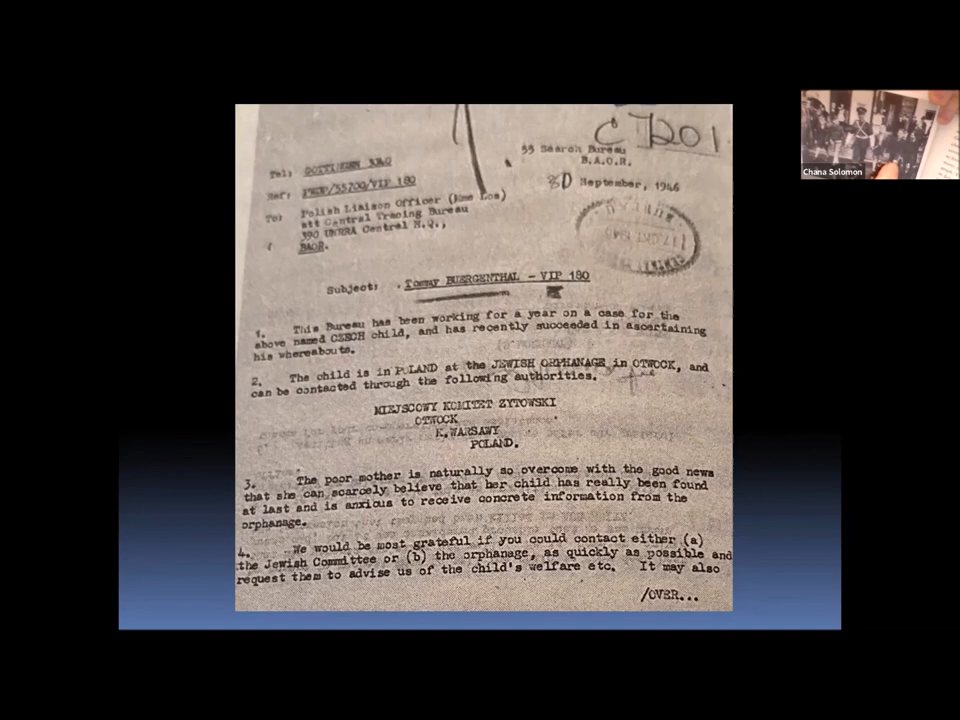 C 7201
55 Search Bureau
B.A.O.R.
Tel: GOTTINGEN 3340
30 September, 1946
Ref: /55200/VIP 180
To: Polish Liaison Officer
att Central Tracing Bureau
390 UNRRA Central H.Q.,
BAOR.
Subject: Tommy BUERGENTHAL - VIP 180
1. This Bureau has been working for a year on a case for the
above named CZECH child, and has recently succeeded in ascertaining
his whereabouts.
2. The child is in POLAND at the JEWISH ORPHANAGE in OTWOCK, and
can be contacted through the following authorities.
MIEJSCOWY KOMITET ZYTOWSKI
OTWOCK
K.WARSAWY
POLAND.
3. The poor mother is naturally so overcome with the good news
that she can scarcely believe that her child has really been found
at last and is anxious to receive concrete information from the
orphanage.
4. We would be most grateful if you could contact either (a)
the Jewish Committee or (b) the orphanage, as quickly as possible and
request them to advise us of the child's welfare etc. It may also
/OVER...
Chana Solomon